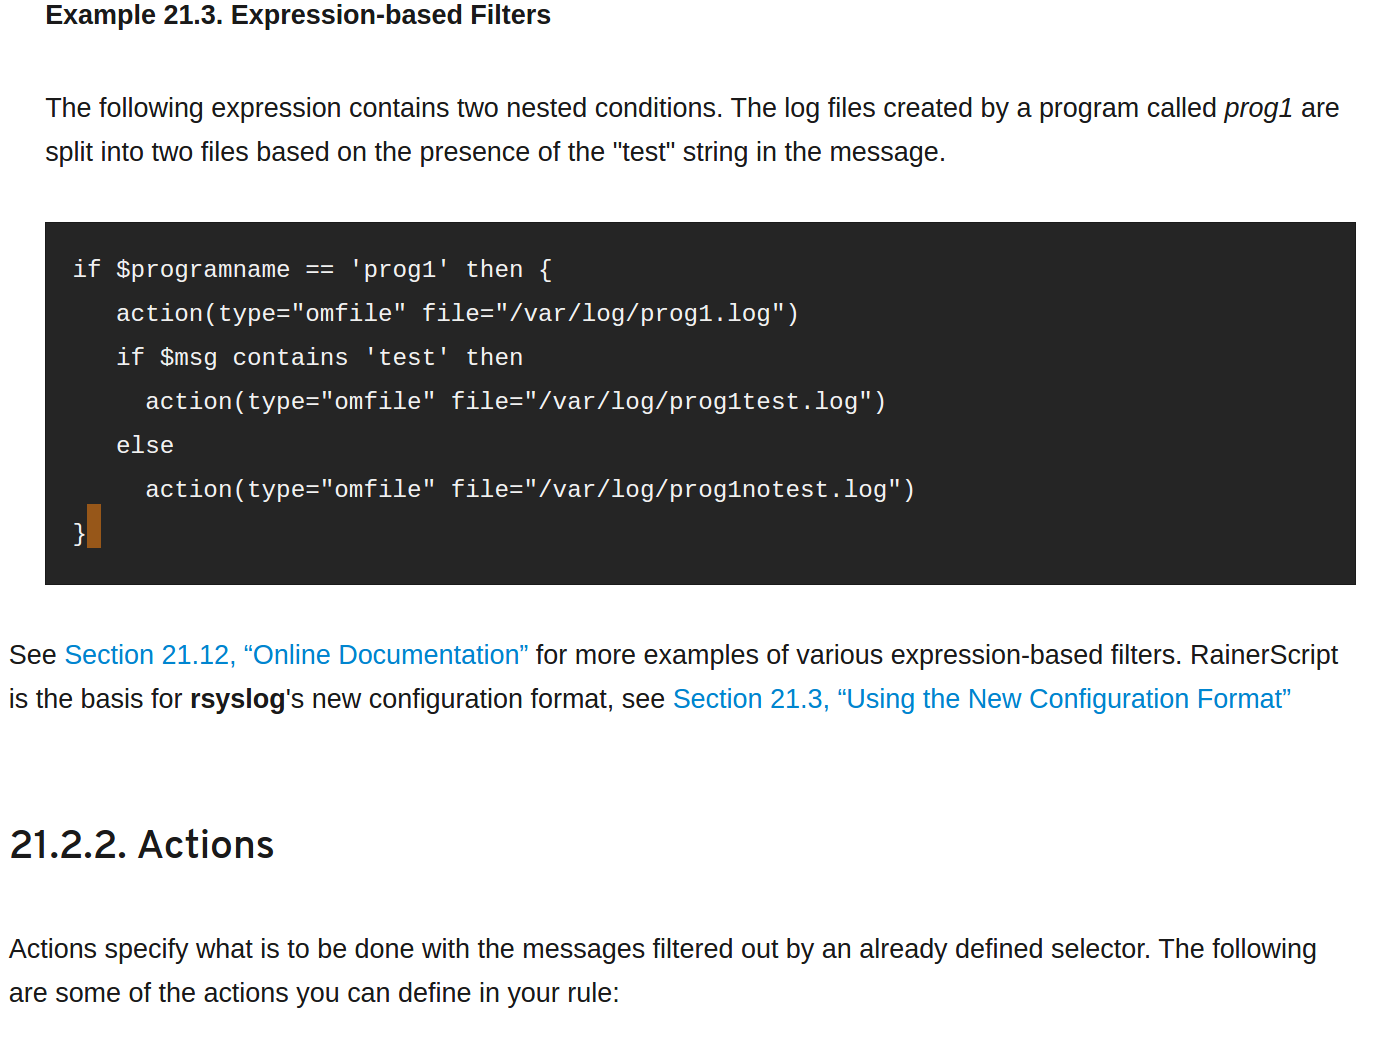 Example 21.3. Expression-based Filters
The following expression contains two nested conditions. The log files created by a program called prog1 are
split into two files based on the presence of the "test" string in the message.
if $programname == 'prog1' then {
   action(type="omfile" file="/var/log/prog1.log")
   if $msg contains 'test' then
     action(type="omfile" file="/var/log/prog1test.log")
   else
     action(type="omfile" file="/var/log/prog1notest.log")
}
See Section 21.12, “Online Documentation” for more examples of various expression-based filters. RainerScript
is the basis for rsyslog's new configuration format, see Section 21.3, “Using the New Configuration Format”
21.2.2. Actions
Actions specify what is to be done with the messages filtered out by an already defined selector. The following
are some of the actions you can define in your rule: